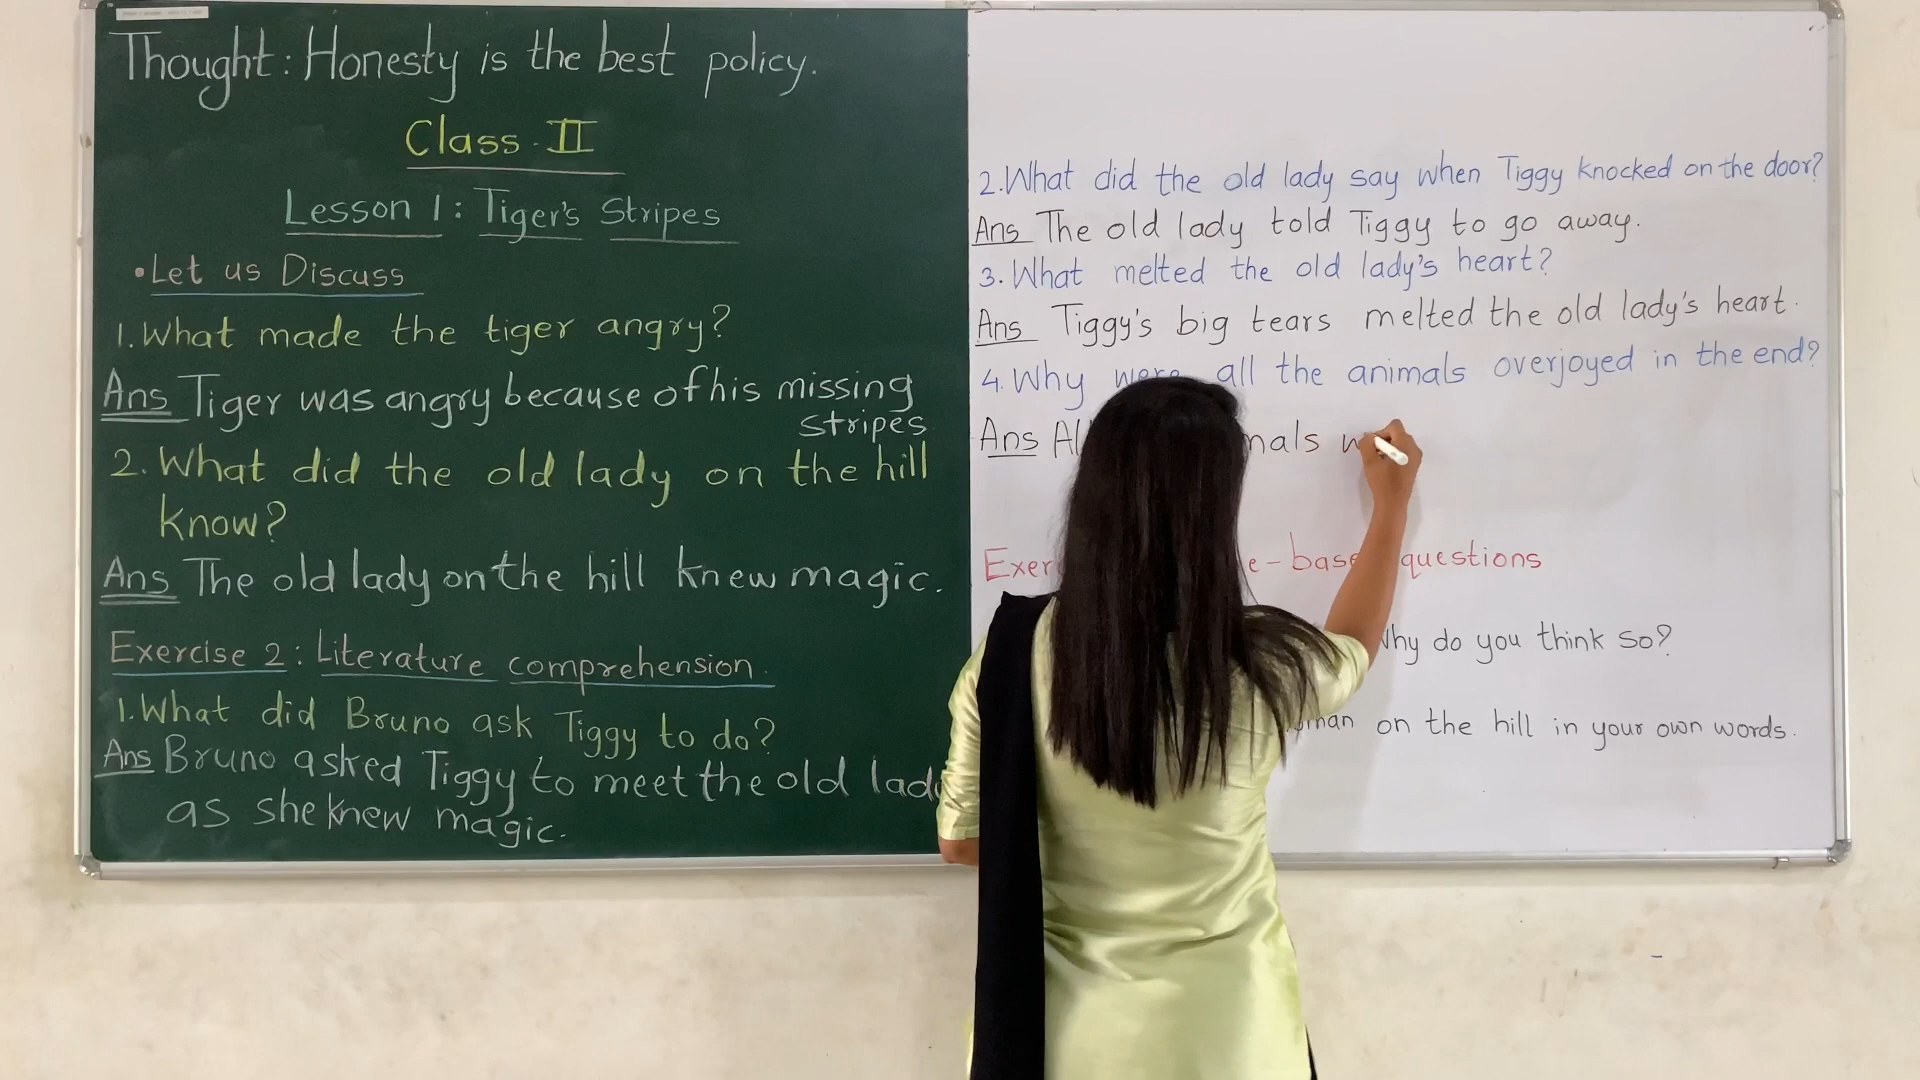 Thought: Honesty is the best policy.
Class-II
Lesson 1: Tiger's Stripes
• Let us Discuss
1. What made the tiger angry?
Ans Tiger was angry because of his missing
stripes
2. What did the old lady on the hill
know?
Ans The old lady on the hill knew magic.
Exercise 2: Literature comprehension.
1. What did Bruno ask Tiggy to do?
Ans Bruno asked Tiggy to meet the old
as she knew magic.
2. What did the old lady say when Tiggy knocked on the door?
Ans The old lady told Tiggy to go away.
3. What melted the old lady's heart?
Ans Tiggy's big tears melted the old lady's heart.
4. Why were all the animals overjoyed in the end?
Ans
questions
Why do you think so?
on the hill in your own words.